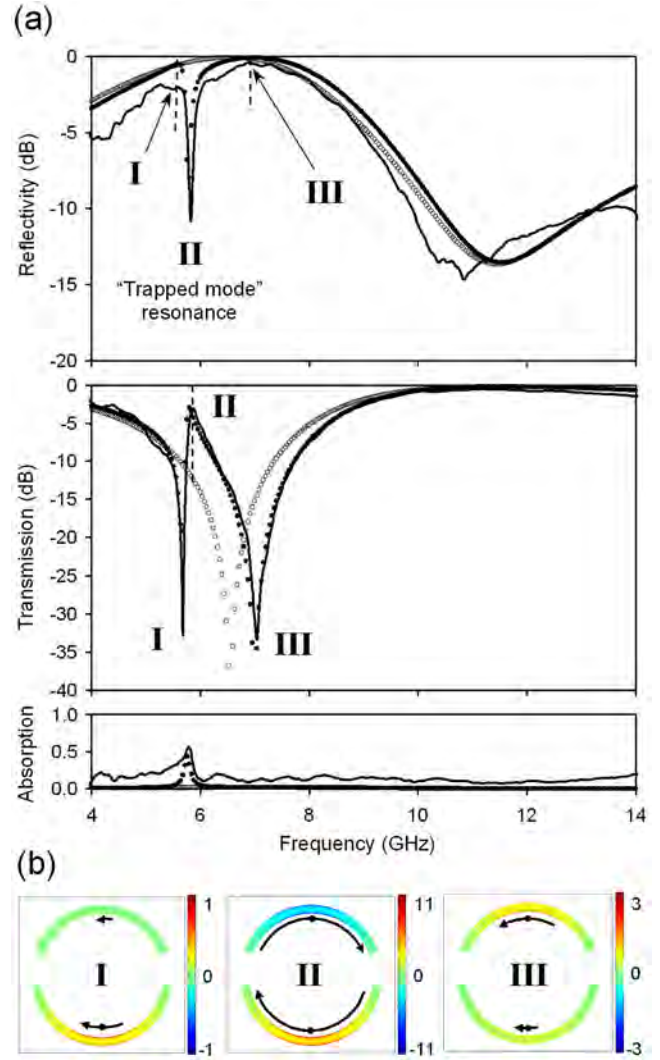 (a)
0
-5
-10
-15
-20
Reflectivity (dB)
I
II
III
“Trapped mode”
resonance
0
-5
-10
-15
-20
-25
-30
-35
-40
Transmission (dB)
II
I
III
1.0
0.5
0.0
Absorption
4 6 8 10 12 14
Frequency (GHz)
(b)
I
1
0
-1
II
11
0
-11
III
3
0
-3